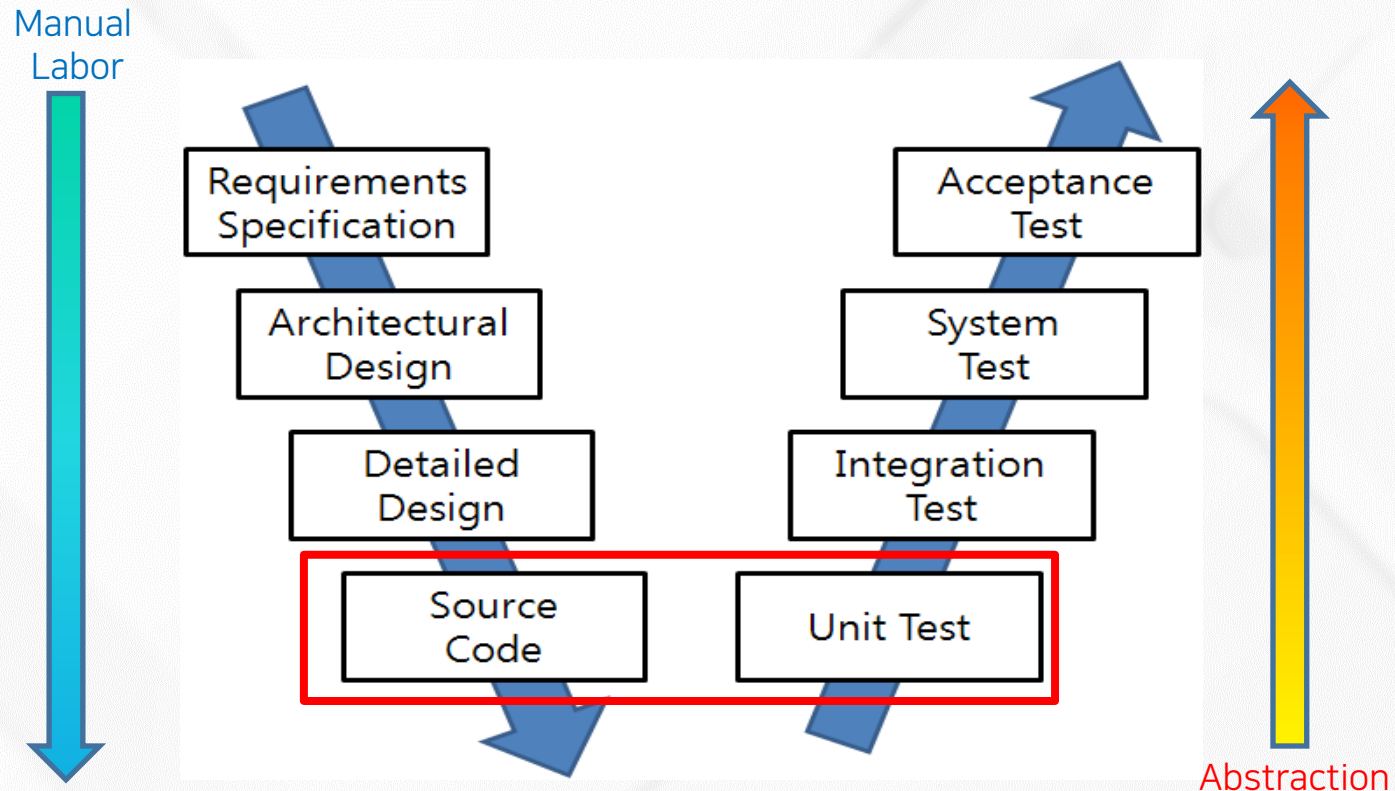 Manual
Labor
Requirements
Specification
Architectural
Design
Detailed
Design
Source
Code
Acceptance
Test
System
Test
Integration
Test
Unit Test
Abstraction